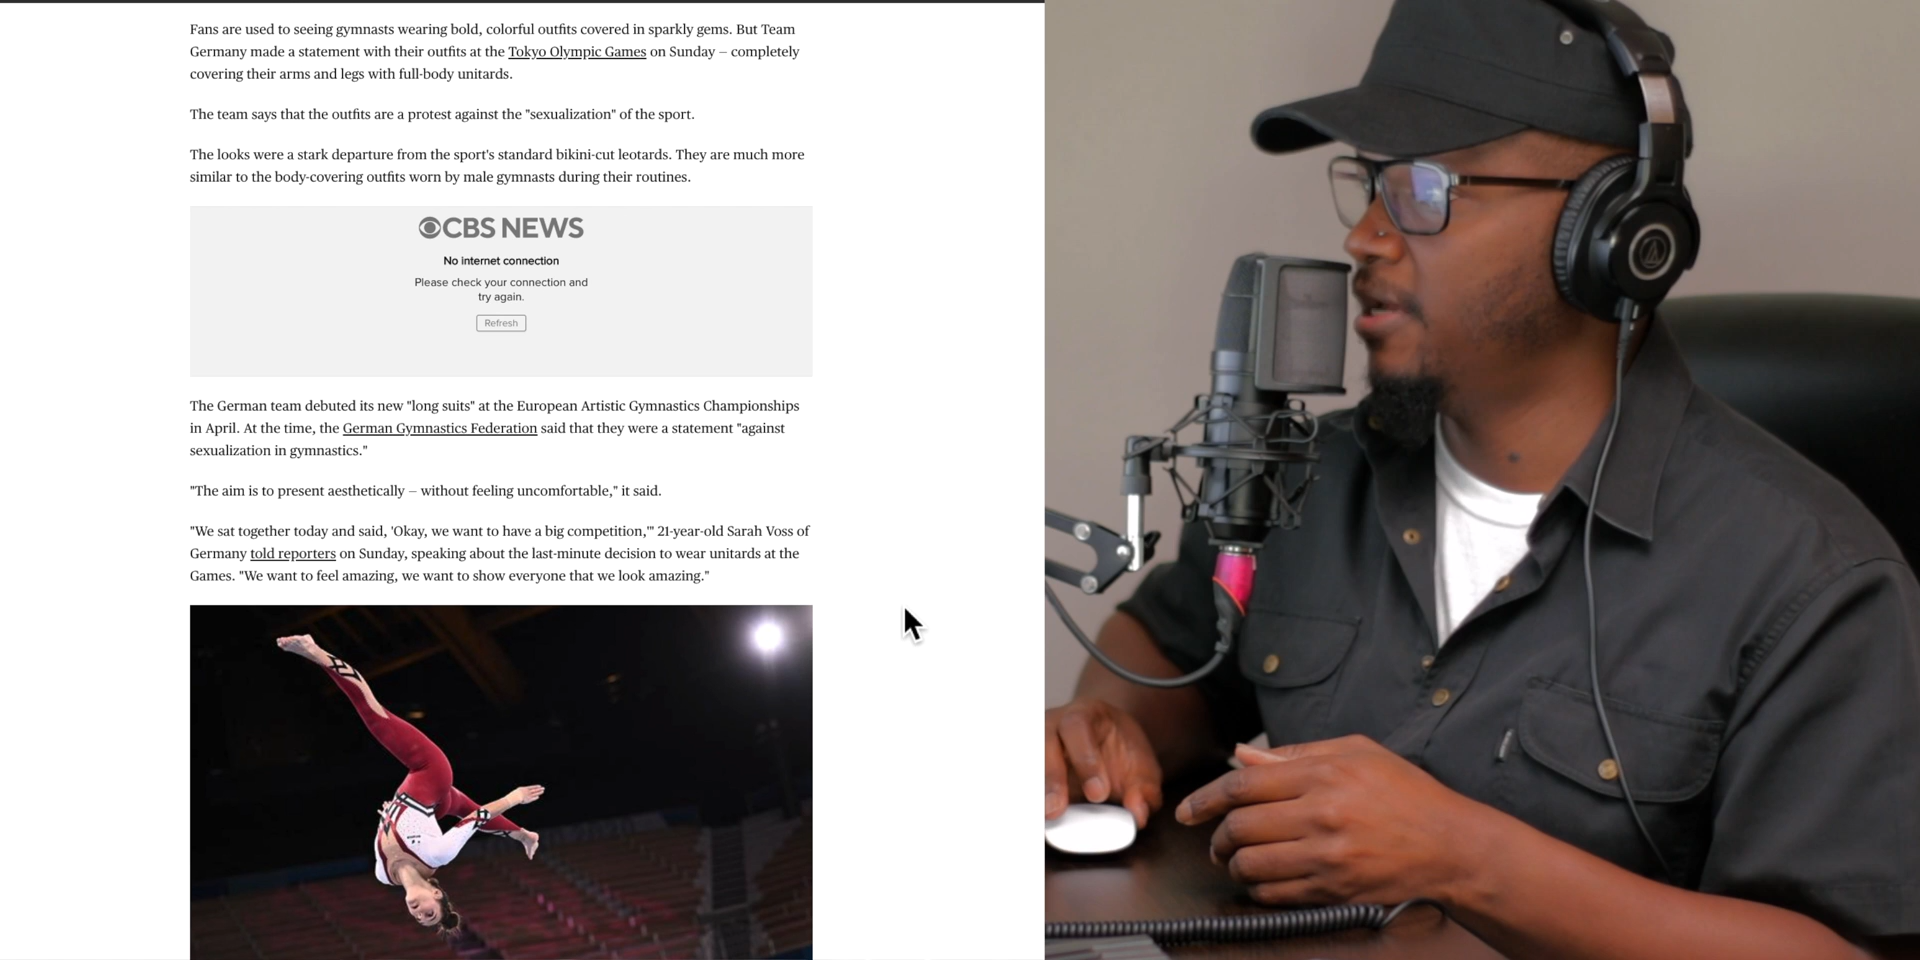 Fans are used to seeing gymnasts wearing bold, colorful outfits covered in sparkly gems. But Team
Germany made a statement with their outfits at the Tokyo Olympic Games on Sunday — completely
covering their arms and legs with full-body unitards.
The team says that the outfits are a protest against the "sexualization" of the sport.
The looks were a stark departure from the sport's standard bikini-cut leotards. They are much more
similar to the body-covering outfits worn by male gymnasts during their routines.
CBS NEWS
No internet connection
Please check your connection and
try again.
Refresh
The German team debuted its new "long suits" at the European Artistic Gymnastics Championships
in April. At the time, the German Gymnastics Federation said that they were a statement "against
sexualization in gymnastics."
"The aim is to present aesthetically — without feeling uncomfortable," it said.
"We sat together today and said, 'Okay, we want to have a big competition,'" 21-year-old Sarah Voss of
Germany told reporters on Sunday, speaking about the last-minute decision to wear unitards at the
Games. "We want to feel amazing, we want to show everyone that we look amazing."